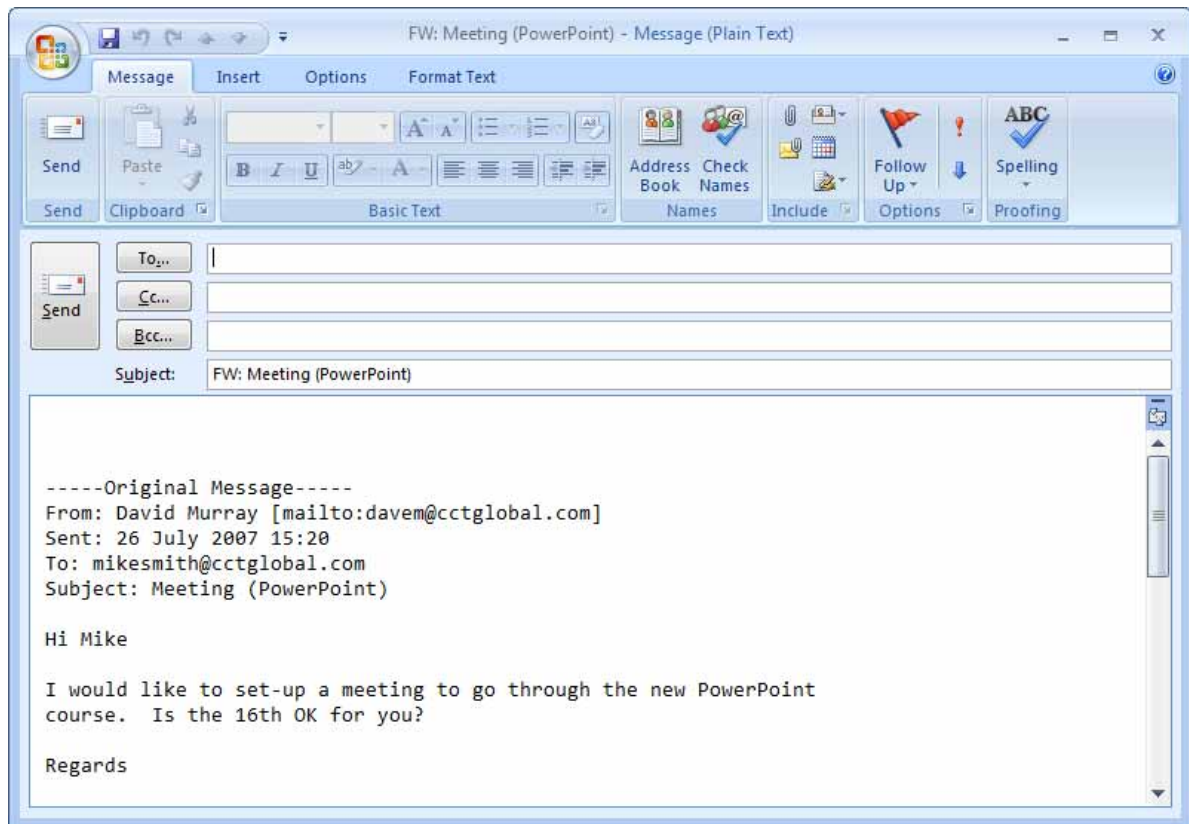 FW: Meeting (PowerPoint) - Message (Plain Text)
Message Insert Options Format Text
Send Paste Address Book Check Names Follow Up ABC Spelling
B I U ab A
Send Clipboard Basic Text Names Include Options Proofing
To...
Cc...
Send
Bcc...
Subject: FW: Meeting (PowerPoint)
-----Original Message-----
From: David Murray [mailto:davem@cctglobal.com]
Sent: 26 July 2007 15:20
To: mikesmith@cctglobal.com
Subject: Meeting (PowerPoint)
Hi Mike
I would like to set-up a meeting to go through the new PowerPoint
course.  Is the 16th OK for you?
Regards